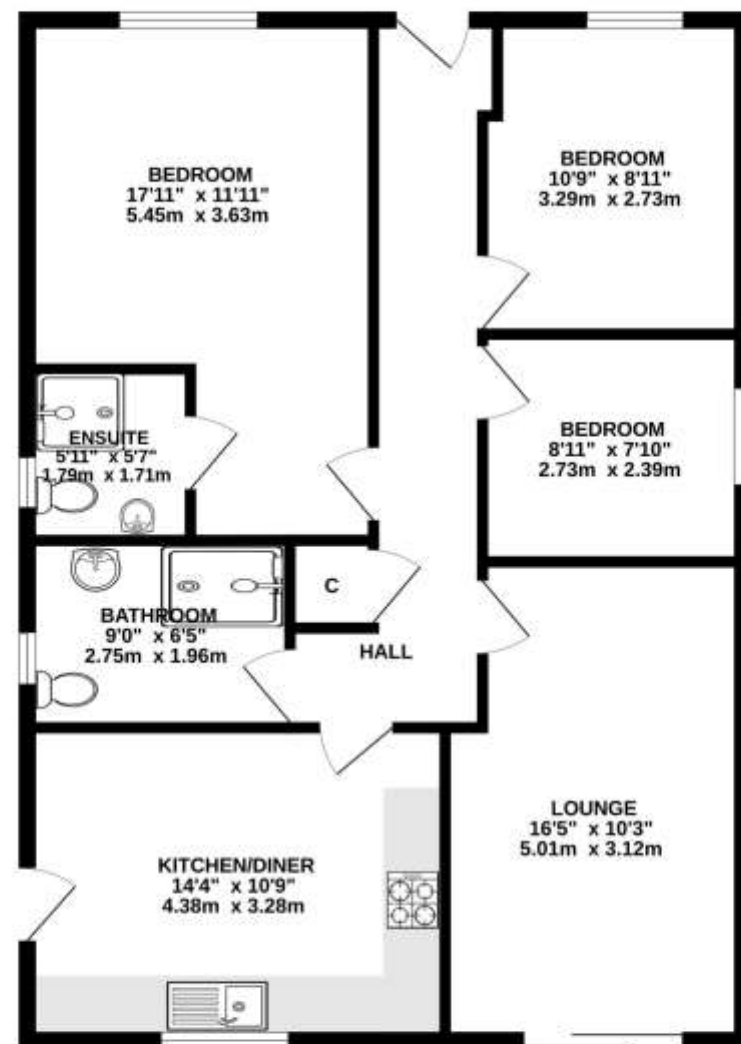 BEDROOM
17'11" x 11'11"
5.45m x 3.63m
BEDROOM
10'9" x 8'11"
3.29m x 2.73m
BEDROOM
8'11" x 7'10"
2.73m x 2.39m
ENSUITE
5'11" x 5'7"
1.79m x 1.71m
C
BATHROOM
9'0" x 6'5"
2.75m x 1.96m
HALL
LOUNGE
16'5" x 10'3"
5.01m x 3.12m
KITCHEN/DINER
14'4" x 10'9"
4.38m x 3.28m